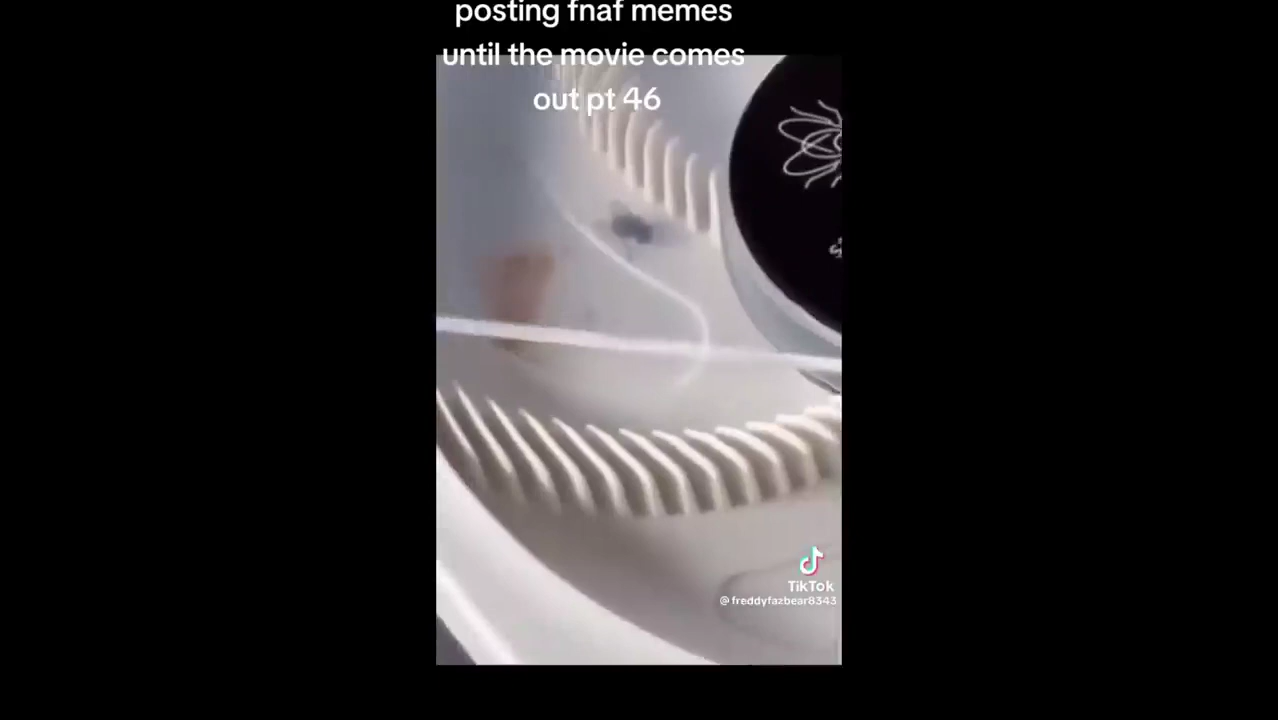 posting fnaf memes
until the movie comes
out pt 46
TikTok
@freddyfazbear8343